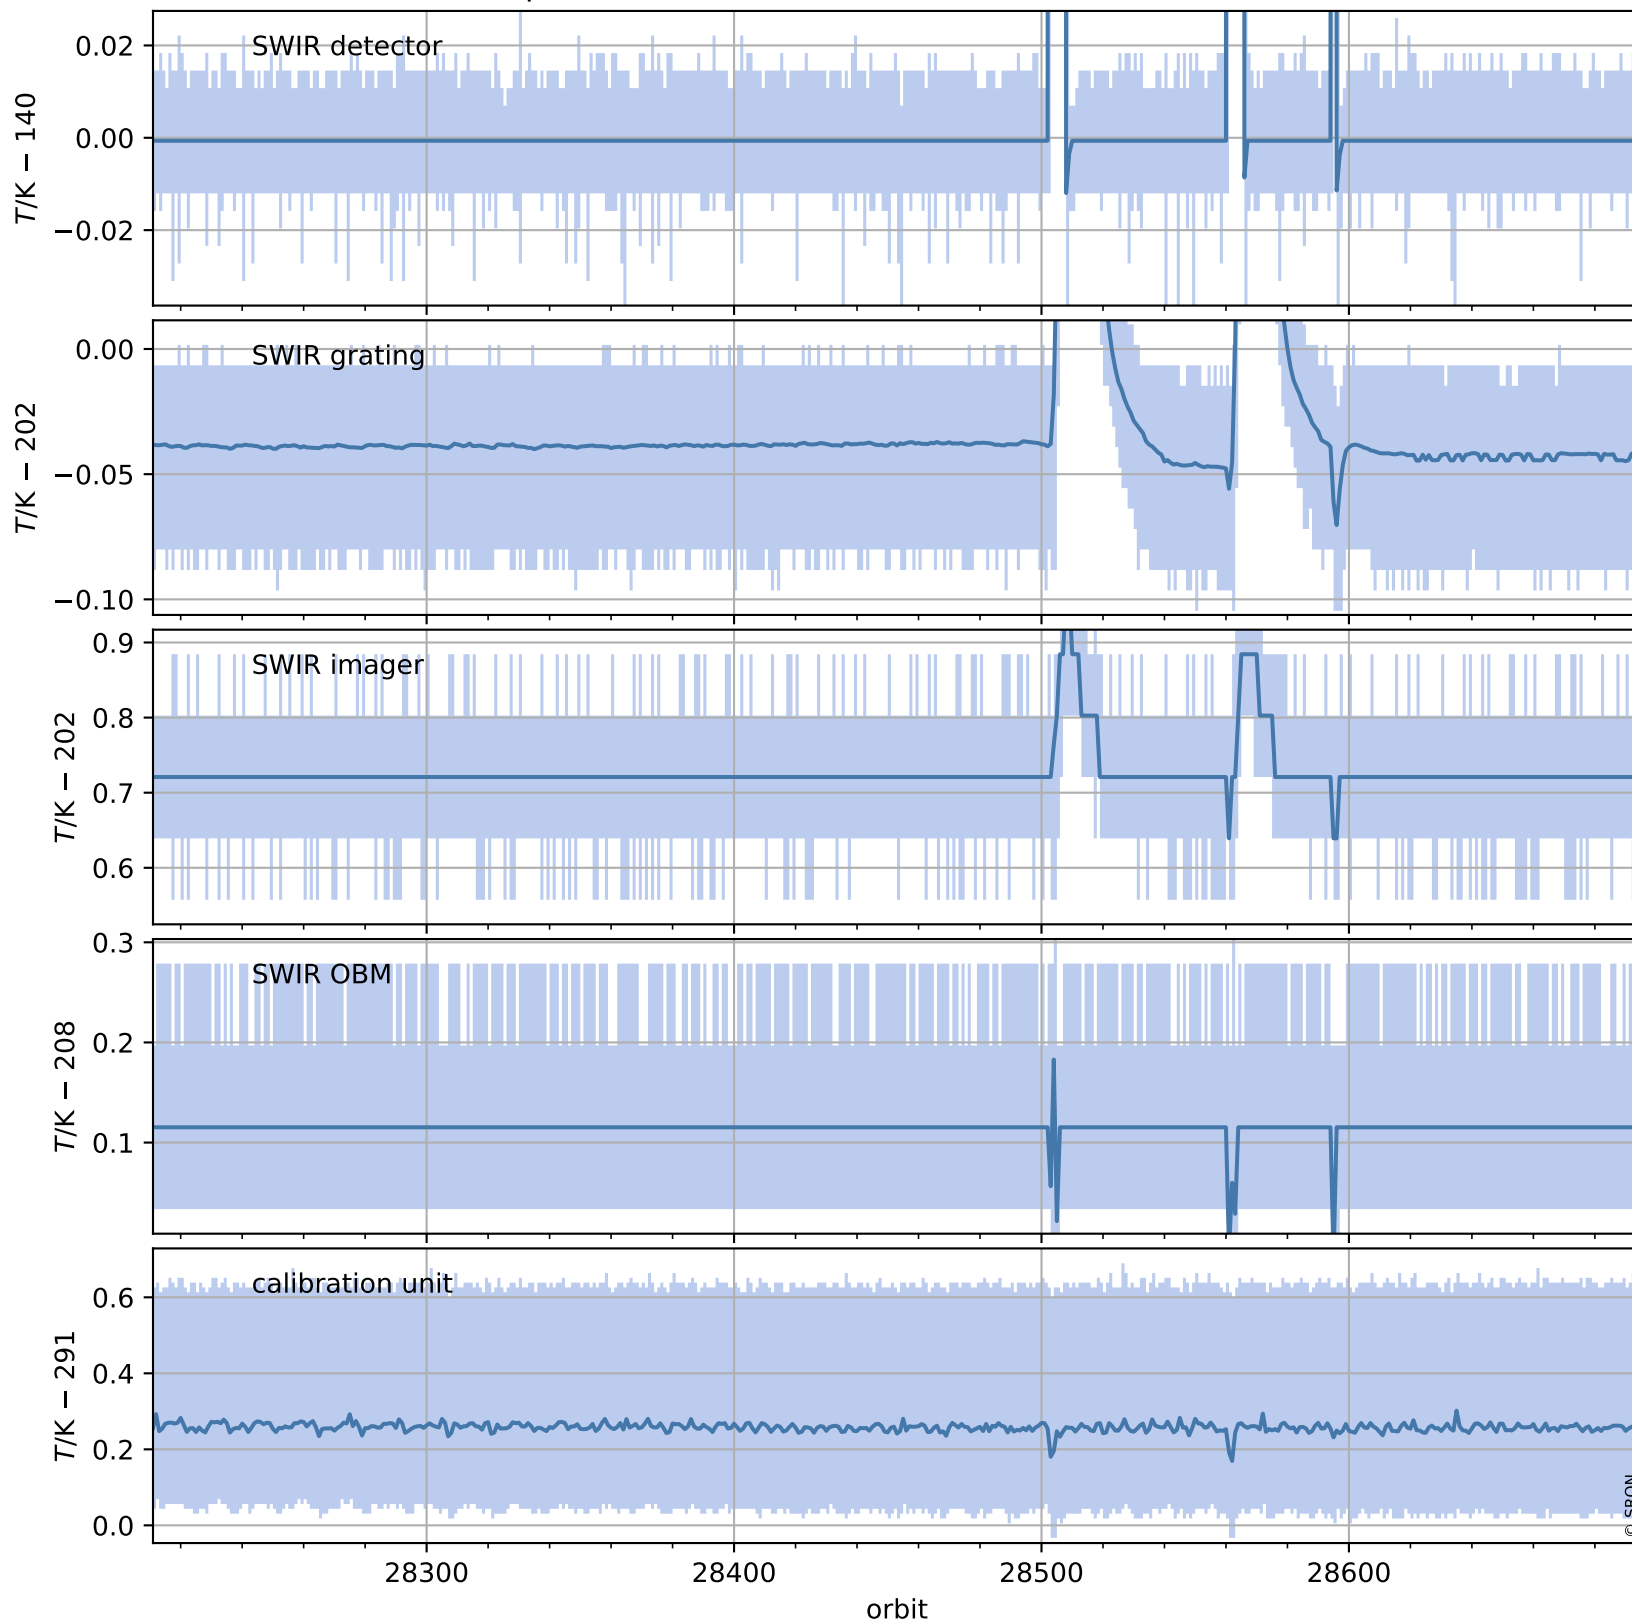 SWIR detector
0.02
0.00
−0.02
T/K − 140
SWIR grating
0.00
−0.05
−0.10
T/K − 202
SWIR imager
0.9
0.8
0.7
0.6
T/K − 202
SWIR OBM
0.3
0.2
0.1
T/K − 208
calibration unit
0.6
0.4
0.2
0.0
T/K − 291
28300
28400
28500
28600
orbit
© SRON